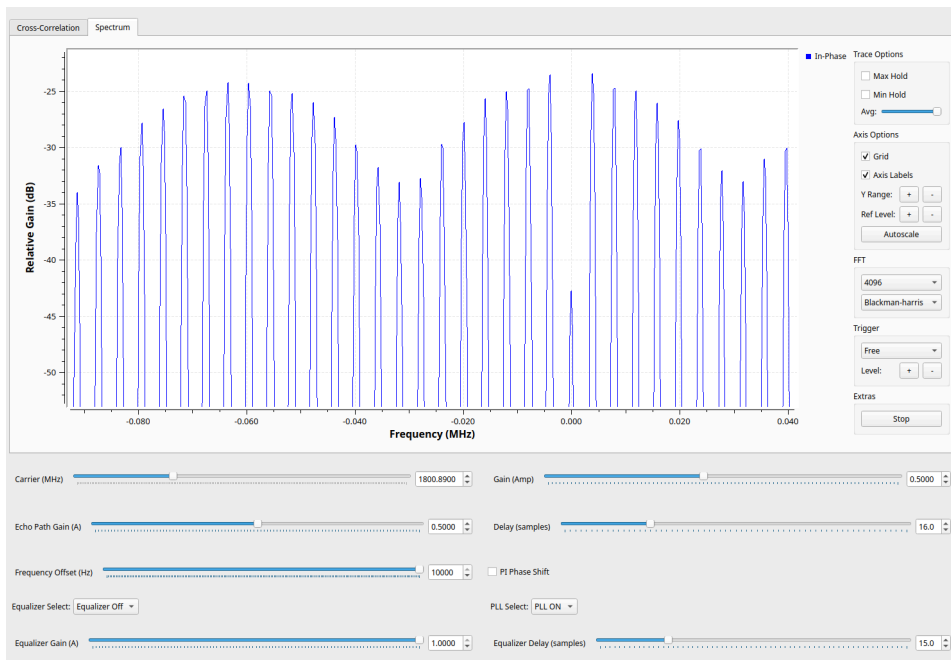 Cross-Correlation Spectrum
In-Phase
Relative Gain (dB)
-25
-30
-35
-40
-45
-50
-0.080 -0.060 -0.040 -0.020 0.000 0.020 0.040
Frequency (MHz)
Trace Options
Max Hold
Min Hold
Avg:
Axis Options
Grid
Axis Labels
Y Range: + -
Ref Level: + -
Autoscale
FFT
4096
Blackman-harris
Trigger
Free
Level: + -
Extras
Stop
Carrier (MHz) 1800.8900 Gain (Amp) 0.5000
Echo Path Gain (A) 0.5000 Delay (samples) 16.0
Frequency Offset (Hz) 10000 PI Phase Shift
Equalizer Select: Equalizer Off PLL Select: PLL ON
Equalizer Gain (A) 1.0000 Equalizer Delay (samples) 15.0